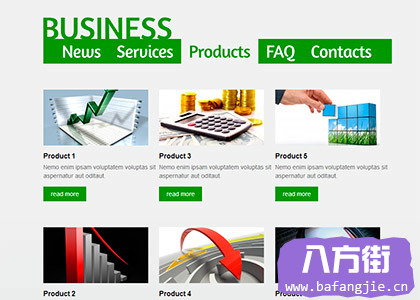 BUSINESS
News Services Products FAQ Contacts
Product 1 Product 3 Product 5
Nemo enim ipsam voluptatem voluptas sit Nemo enim ipsam voluptatem voluptas sit Nemo enim ipsam voluptatem voluptas sit
aspernatur aut oditaut aspernatur aut oditaut aspernatur aut oditaut
read more read more read more
八方街
www.bafangjie.cn
Product 2 Product 4 Product 6